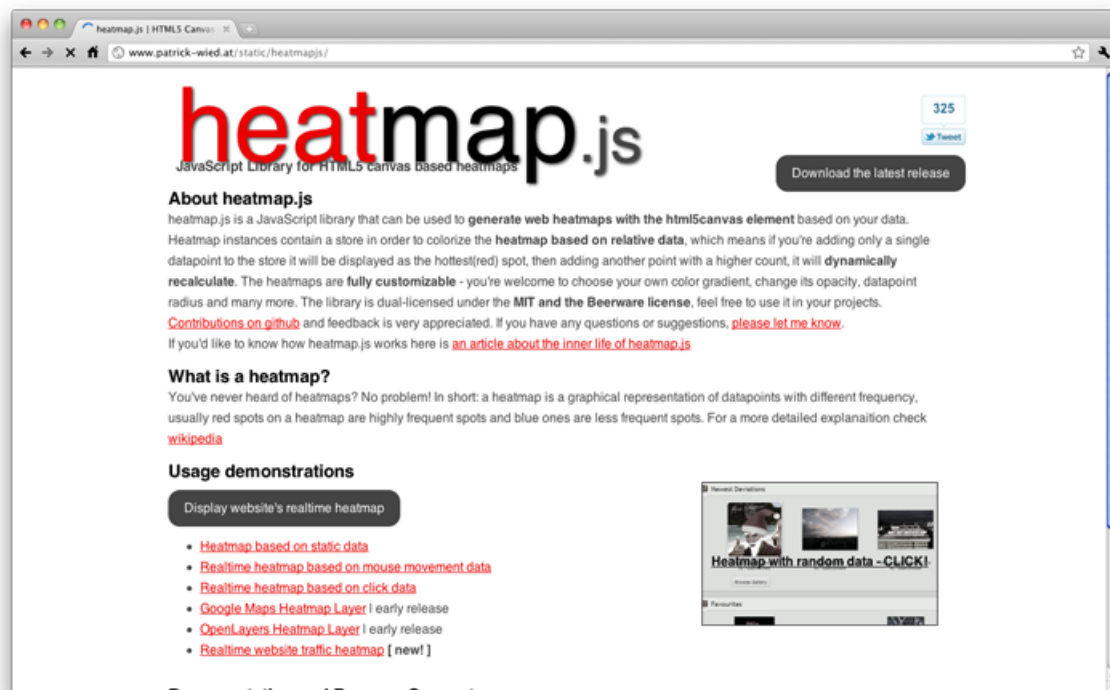 heatmap.js | HTML5 Canvas
www.patrick-wied.at/static/heatmapjs/
heatmap.js
JavaScript Library for HTML5 canvas based heatmaps
325
Tweet
Download the latest release
About heatmap.js
heatmap.js is a JavaScript library that can be used to generate web heatmaps with the html5canvas element based on your data.
Heatmap instances contain a store in order to colorize the heatmap based on relative data, which means if you're adding only a single
datapoint to the store it will be displayed as the hottest(red) spot, then adding another point with a higher count, it will dynamically
recalculate. The heatmaps are fully customizable - you're welcome to choose your own color gradient, change its opacity, datapoint
radius and many more. The library is dual-licensed under the MIT and the Beerware license, feel free to use it in your projects.
Contributions on github and feedback is very appreciated. If you have any questions or suggestions, please let me know.
If you'd like to know how heatmap.js works here is an article about the inner life of heatmap.js
What is a heatmap?
You've never heard of heatmaps? No problem! In short: a heatmap is a graphical representation of datapoints with different frequency,
usually red spots on a heatmap are highly frequent spots and blue ones are less frequent spots. For a more detailed explanaition check
wikipedia
Usage demonstrations
Display website's realtime heatmap
Heatmap based on static data
Realtime heatmap based on mouse movement data
Realtime heatmap based on click data
Google Maps Heatmap Layer | early release
OpenLayers Heatmap Layer | early release
Realtime website traffic heatmap [ new! ]
Newest Deviations
Heatmap with random data - CLICK!
Browse Gallery
Favourites